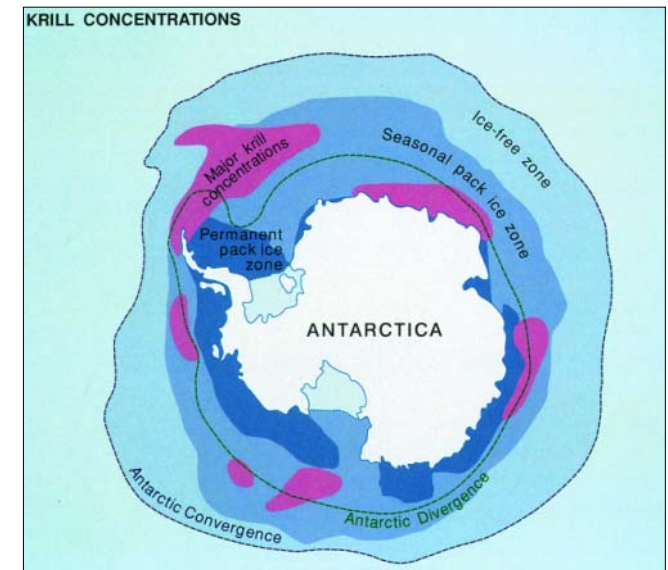 KRILL CONCENTRATIONS
Ice-free zone
Seasonal pack ice zone
Major krill
concentrations
Permanent
pack ice
zone
ANTARCTICA
Antarctic Divergence
Antarctic Convergence